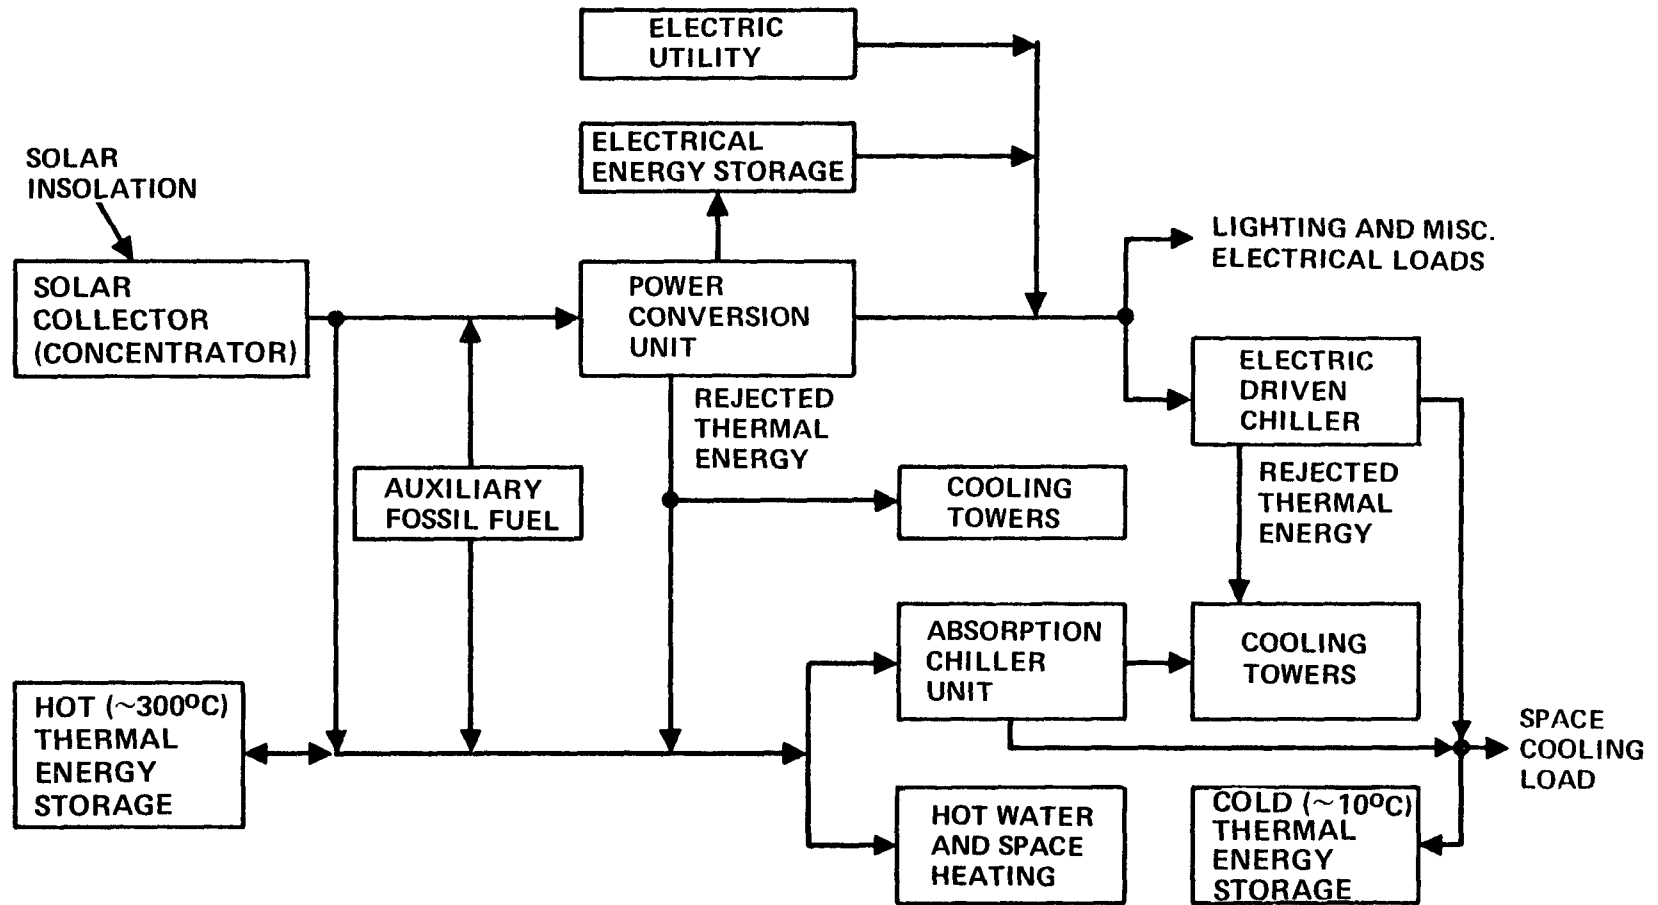 ELECTRIC
UTILITY
ELECTRICAL
ENERGY STORAGE
SOLAR
INSOLATION
SOLAR
COLLECTOR
(CONCENTRATOR)
POWER
CONVERSION
UNIT
LIGHTING AND MISC.
ELECTRICAL LOADS
ELECTRIC
DRIVEN
CHILLER
REJECTED
THERMAL
ENERGY
AUXILIARY
FOSSIL FUEL
COOLING
TOWERS
REJECTED
THERMAL
ENERGY
ABSORPTION
CHILLER
UNIT
COOLING
TOWERS
HOT (~300°C)
THERMAL
ENERGY
STORAGE
SPACE
COOLING
LOAD
HOT WATER
AND SPACE
HEATING
COLD (~10°C)
THERMAL
ENERGY
STORAGE